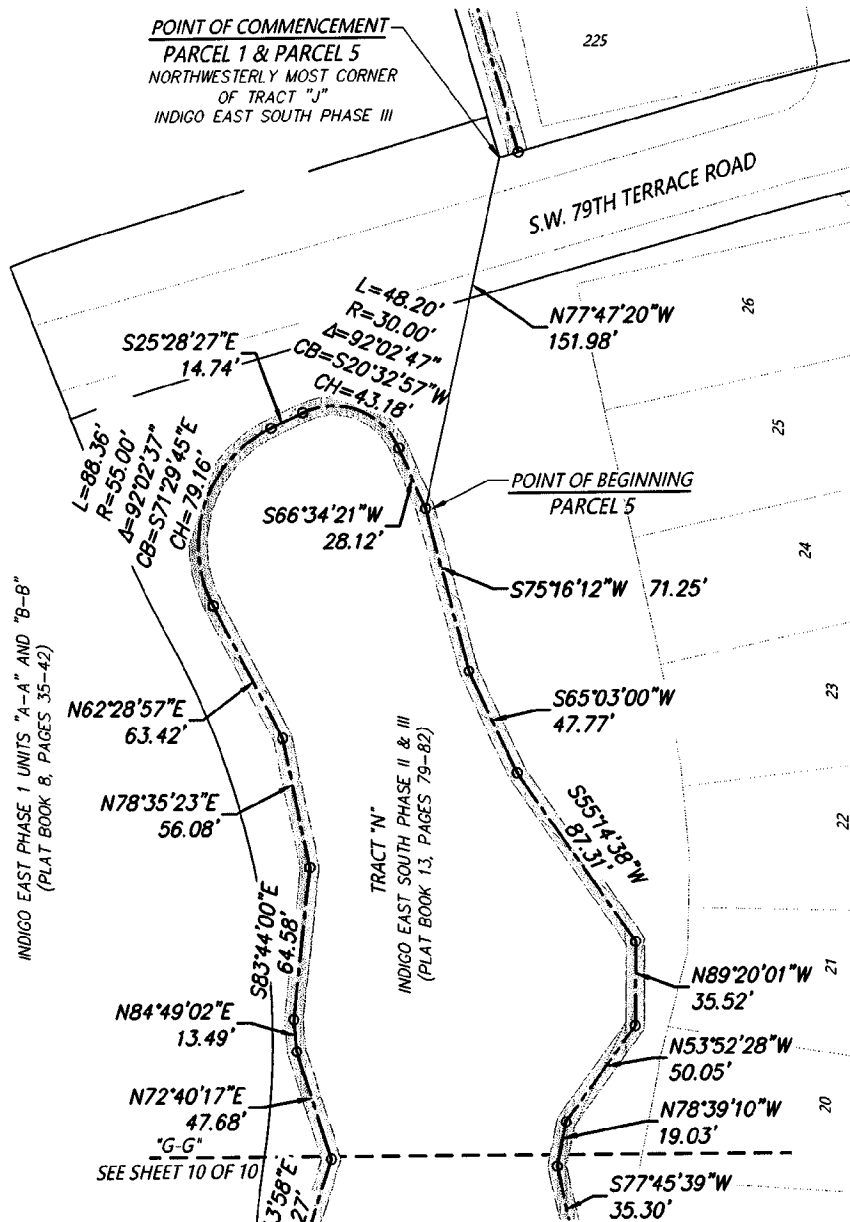 POINT OF COMMENCEMENT
PARCEL 1 & PARCEL 5
NORTHWESTERLY MOST CORNER
OF TRACT "J"
INDIGO EAST SOUTH PHASE III
225
S.W. 79TH TERRACE ROAD
L=48.20'
R=30.00'
Δ=92°02'47"
CB=S20°32'57"W
CH=43.18'
N77°47'20"W
151.98'
26
S25°28'27"E
14.74'
25
L=88.36'
R=55.00'
Δ=92°02'37"
CB=S71°29'45"E
CH=79.16'
POINT OF BEGINNING
PARCEL 5
S66°34'21"W
28.12'
24
S75°16'12"W 71.25'
INDIGO EAST PHASE 1 UNITS "A-A" AND "B-B"
(PLAT BOOK 8, PAGES 35-42)
N62°28'57"E
63.42'
S65°03'00"W
47.77'
23
N78°35'23"E
56.08'
TRACT "N"
INDIGO EAST SOUTH PHASE II & III
(PLAT BOOK 13, PAGES 79-82)
S55°14'38"W
87.31'
22
S83°44'00"E
64.58'
N89°20'01"W
35.52'
21
N84°49'02"E
13.49'
N53°52'28"W
50.05'
N72°40'17"E
47.68'
N78°39'10"W
19.03'
20
"G-G"
SEE SHEET 10 OF 10
S77°45'39"W
35.30'
3'58"E
27'